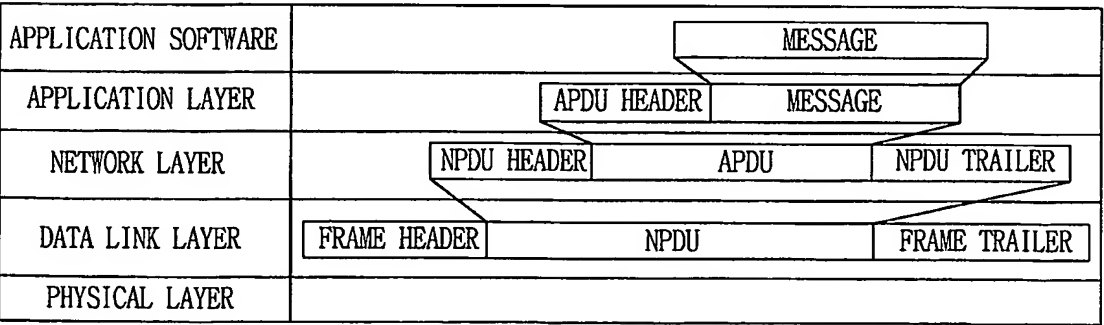 APPLICATION SOFTWARE MESSAGE
APPLICATION LAYER APDU HEADER MESSAGE
NETWORK LAYER NPDU HEADER APDU NPDU TRAILER
DATA LINK LAYER FRAME HEADER NPDU FRAME TRAILER
PHYSICAL LAYER